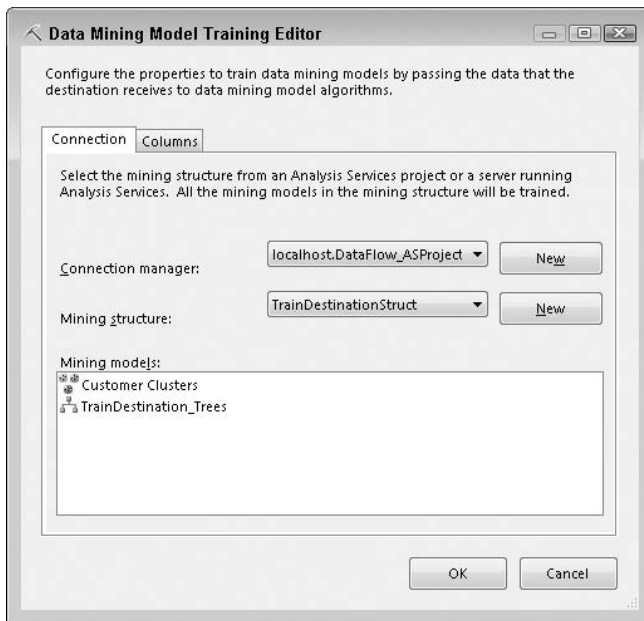 Data Mining Model Training Editor
Configure the properties to train data mining models by passing the data that the
destination receives to data mining model algorithms.
Connection
Columns
Select the mining structure from an Analysis Services project or a server running
Analysis Services. All the mining models in the mining structure will be trained.
Connection manager:
localhost.DataFlow_ASProject
New
Mining structure:
TrainDestinationStruct
New
Mining models:
Customer Clusters
TrainDestination_Trees
OK
Cancel